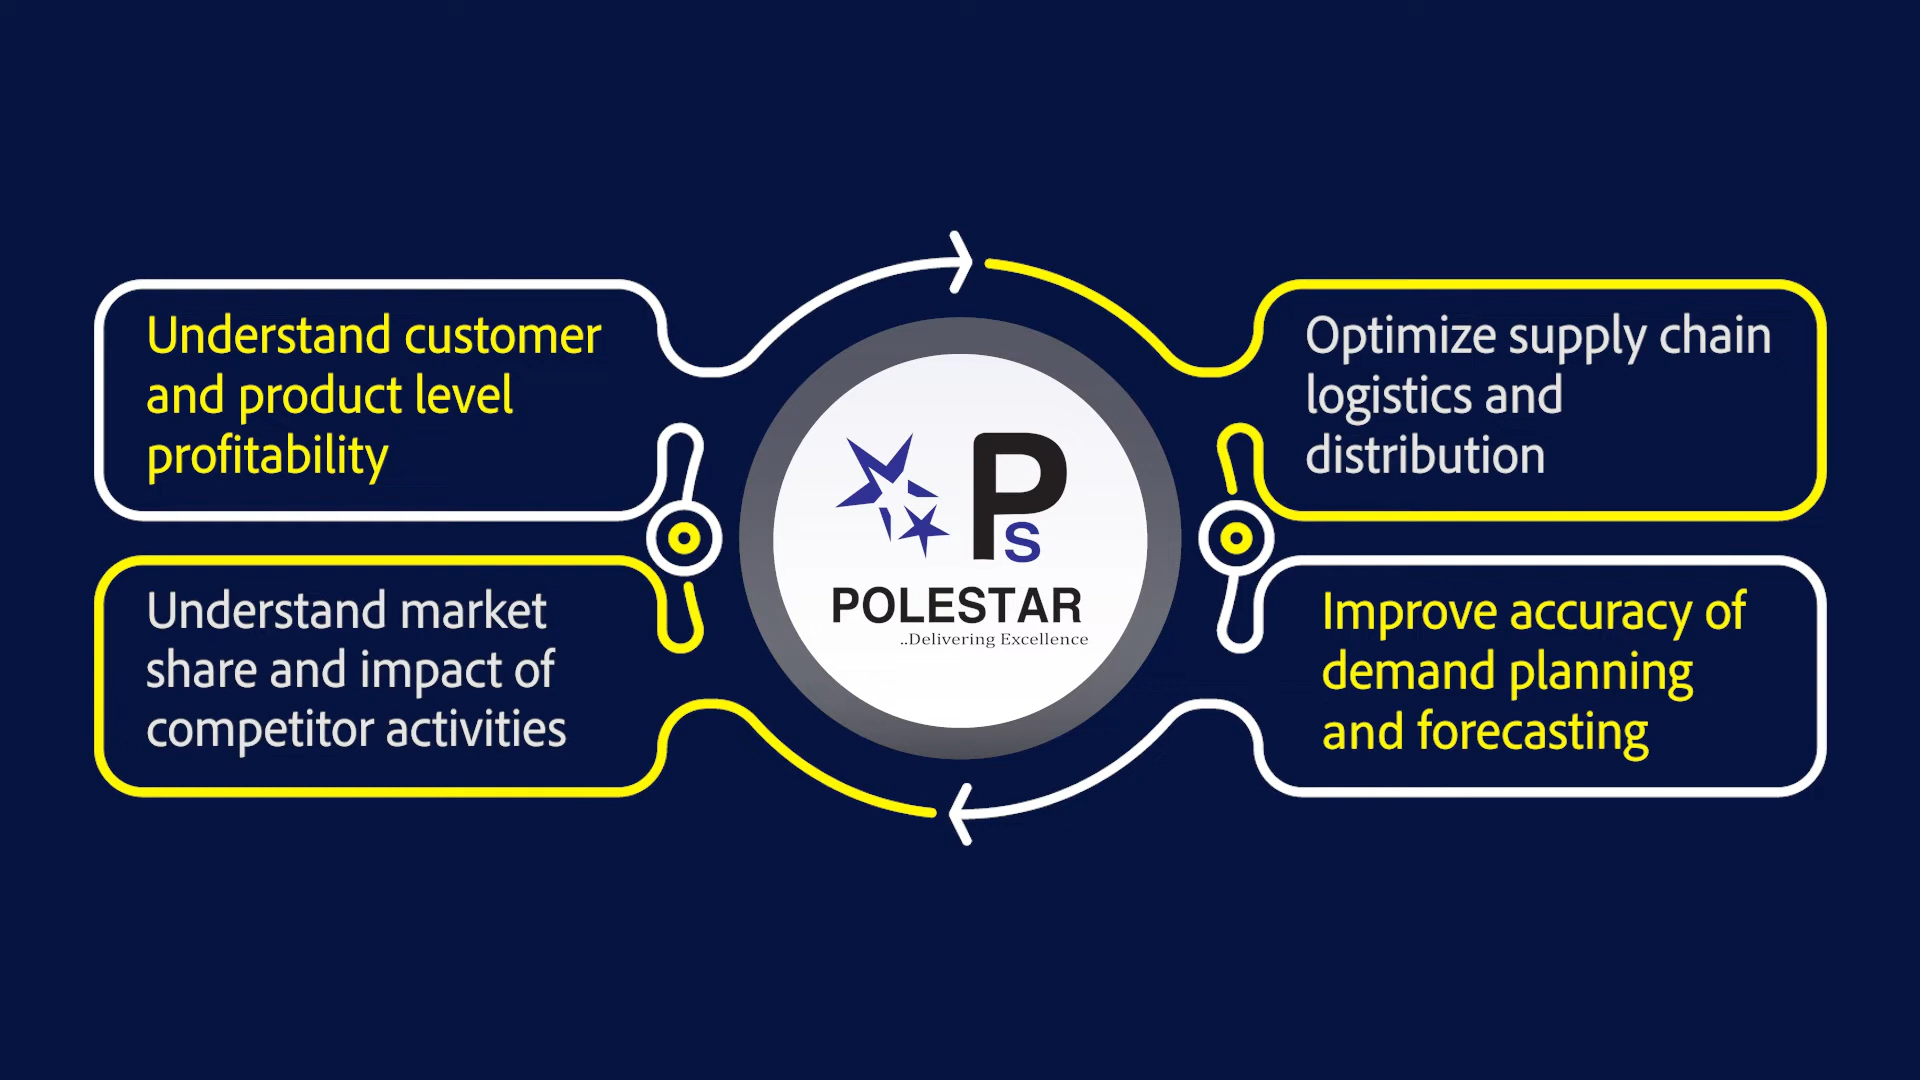 Understand customer
and product level
profitability
Optimize supply chain
logistics and
distribution
Ps
POLESTAR
..Delivering Excellence
Understand market
share and impact of
competitor activities
Improve accuracy of
demand planning
and forecasting